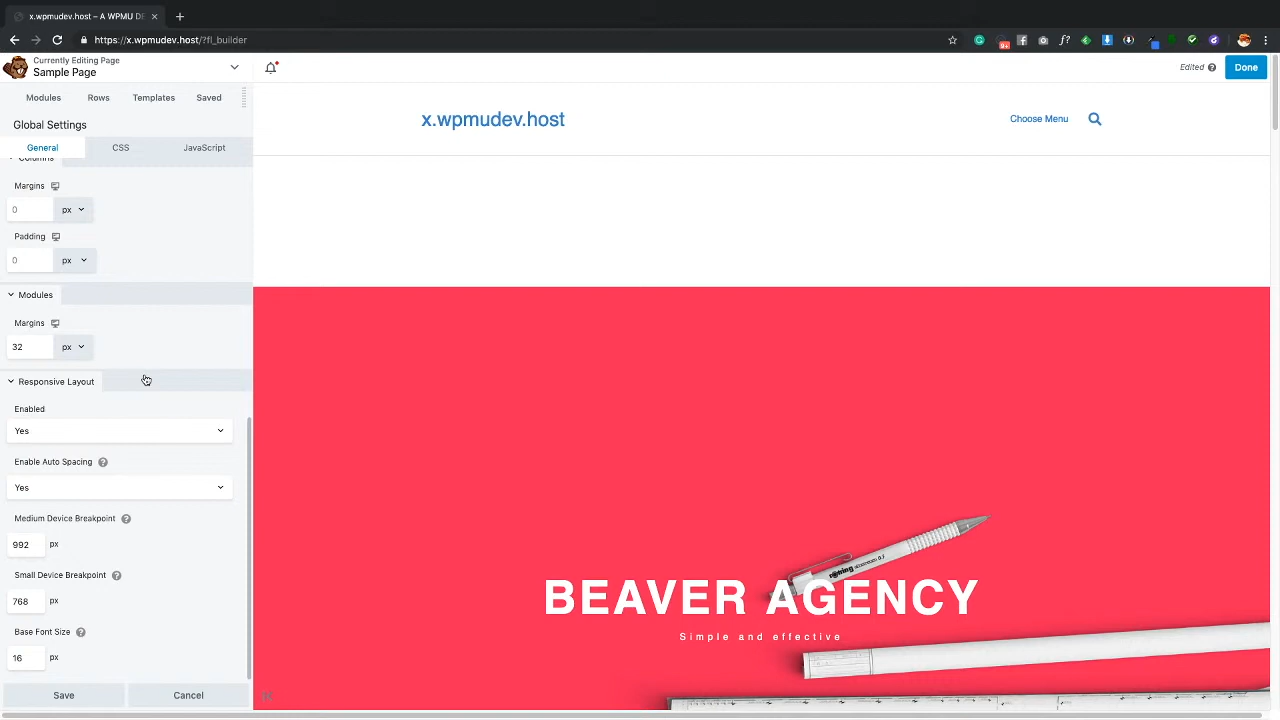 x.wpmudev.host – A WPMU DE
https://x.wpmudev.host/?fl_builder
9+
f?
Currently Editing Page
Sample Page
Edited
Done
Modules
Rows
Templates
Saved
x.wpmudev.host
Choose Menu
Global Settings
General
CSS
JavaScript
Columns
Margins
0
px
Padding
0
px
Modules
Margins
32
px
Responsive Layout
Enabled
Yes
Enable Auto Spacing
Yes
Medium Device Breakpoint
992
px
Small Device Breakpoint
768
px
Base Font Size
16
px
Save
Cancel
rotring
BEAVER AGENCY
Simple and effective